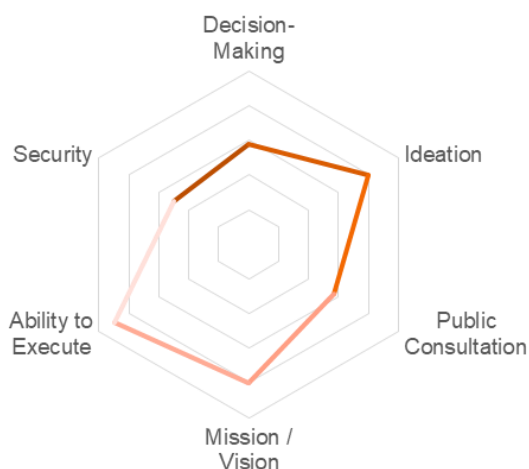 Decision-
Making
Security
Ideation
Ability to
Execute
Public
Consultation
Mission /
Vision